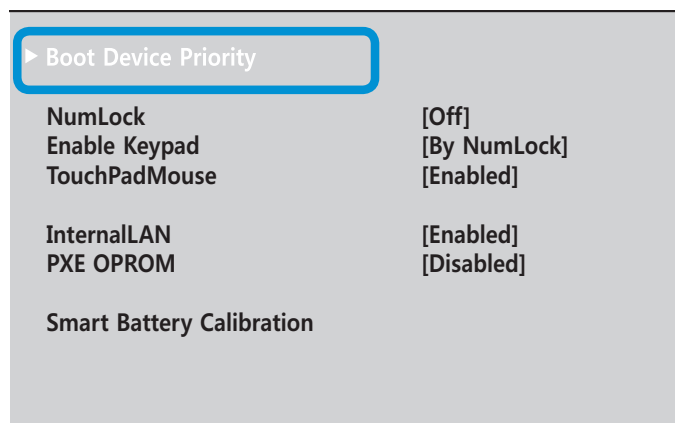 Boot Device Priority
NumLock [Off]
Enable Keypad [By NumLock]
TouchPadMouse [Enabled]
InternalLAN [Enabled]
PXE OPROM [Disabled]
Smart Battery Calibration